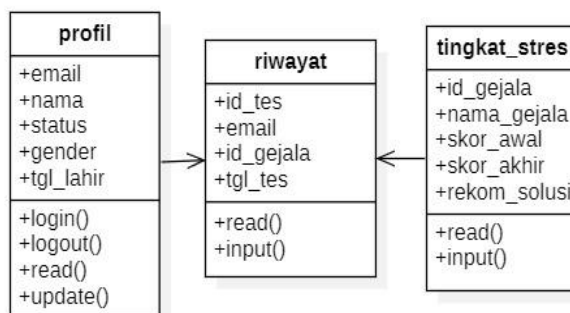 profil
+email
+nama
+status
+gender
+tgl_lahir
+login()
+logout()
+read()
+update()
riwayat
+id_tes
+email
+id_gejala
+tgl_tes
+read()
+input()
tingkat_stres
+id_gejala
+nama_gejala
+skor_awal
+skor_akhir
+rekom_solusi
+read()
+input()